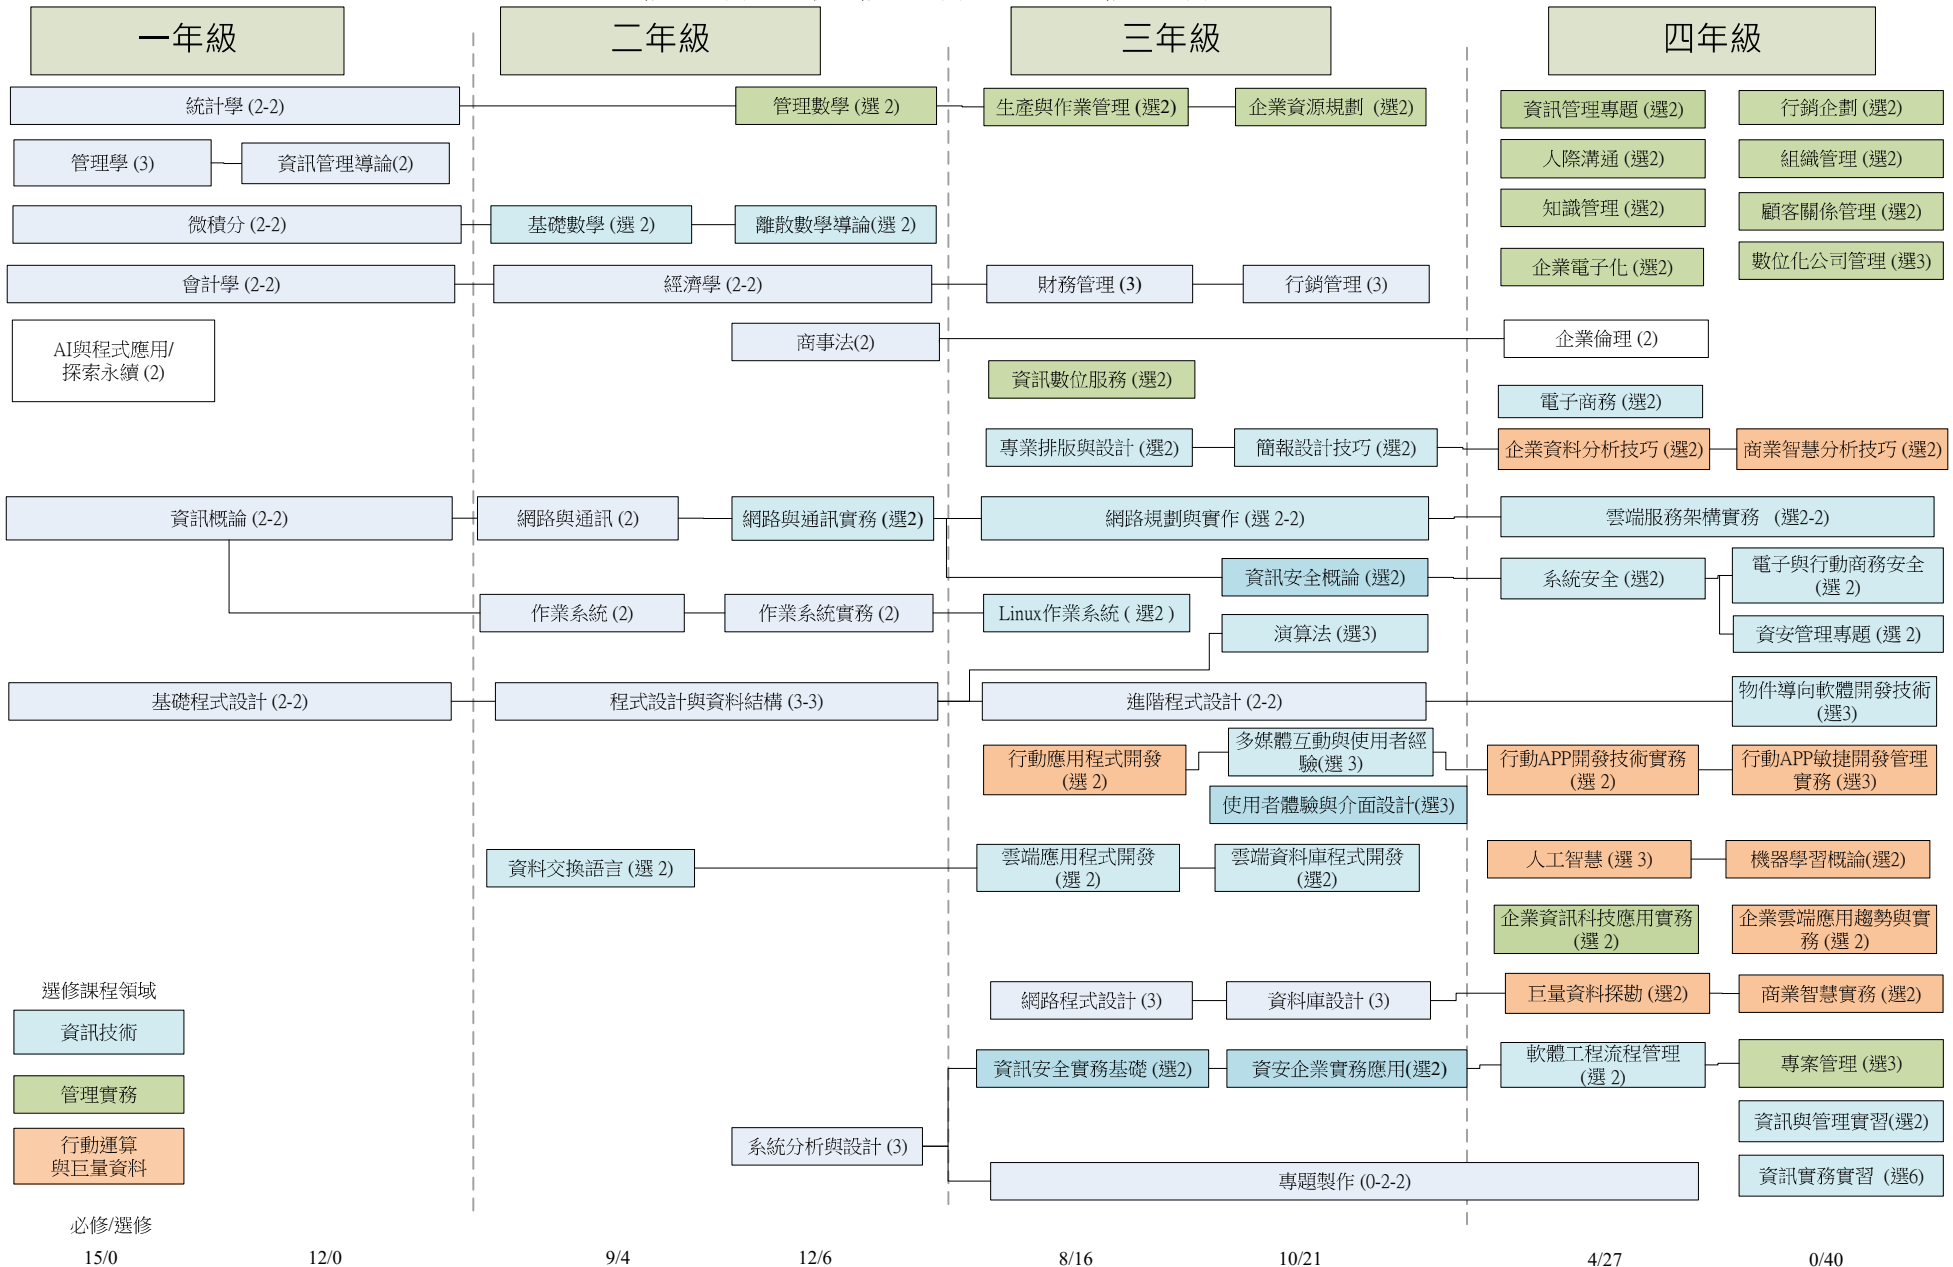 一年級
二年級
三年級
四年級
統計學 (2-2)
管理數學 (選 2)
生產與作業管理 (選2)
企業資源規劃 (選2)
資訊管理專題 (選2)
行銷企劃 (選2)
管理學 (3)
資訊管理導論(2)
人際溝通 (選2)
組織管理 (選2)
微積分 (2-2)
基礎數學 (選 2)
離散數學導論(選 2)
知識管理 (選2)
顧客關係管理 (選2)
會計學 (2-2)
經濟學 (2-2)
財務管理 (3)
行銷管理 (3)
企業電子化 (選2)
數位化公司管理 (選3)
AI與程式應用/
探索永續 (2)
商事法(2)
企業倫理 (2)
資訊數位服務 (選2)
電子商務 (選2)
專業排版與設計 (選2)
簡報設計技巧 (選2)
企業資料分析技巧 (選2)
商業智慧分析技巧 (選2)
資訊概論 (2-2)
網路與通訊 (2)
網路與通訊實務 (選2)
網路規劃與實作 (選 2-2)
雲端服務架構實務 (選2-2)
資訊安全概論 (選2)
系統安全 (選2)
電子與行動商務安全
(選 2)
作業系統 (2)
作業系統實務 (2)
Linux作業系統 ( 選2 )
演算法 (選3)
資安管理專題 (選 2)
基礎程式設計 (2-2)
程式設計與資料結構 (3-3)
進階程式設計 (2-2)
物件導向軟體開發技術
(選3)
行動應用程式開發
(選 2)
多媒體互動與使用者經
驗(選 3)
行動APP開發技術實務
(選 2)
行動APP敏捷開發管理
實務 (選3)
使用者體驗與介面設計(選3)
資料交換語言 (選 2)
雲端應用程式開發
(選 2)
雲端資料庫程式開發
(選2)
人工智慧 (選 3)
機器學習概論(選2)
企業資訊科技應用實務
(選 2)
企業雲端應用趨勢與實
務 (選 2)
選修課程領域
資訊技術
管理實務
行動運算
與巨量資料
網路程式設計 (3)
資料庫設計 (3)
巨量資料探勘 (選2)
商業智慧實務 (選2)
資訊安全實務基礎 (選2)
資安企業實務應用(選2)
軟體工程流程管理
(選 2)
專案管理 (選3)
資訊與管理實習(選2)
系統分析與設計 (3)
專題製作 (0-2-2)
資訊實務實習 (選6)
必修/選修
15/0
12/0
9/4
12/6
8/16
10/21
4/27
0/40